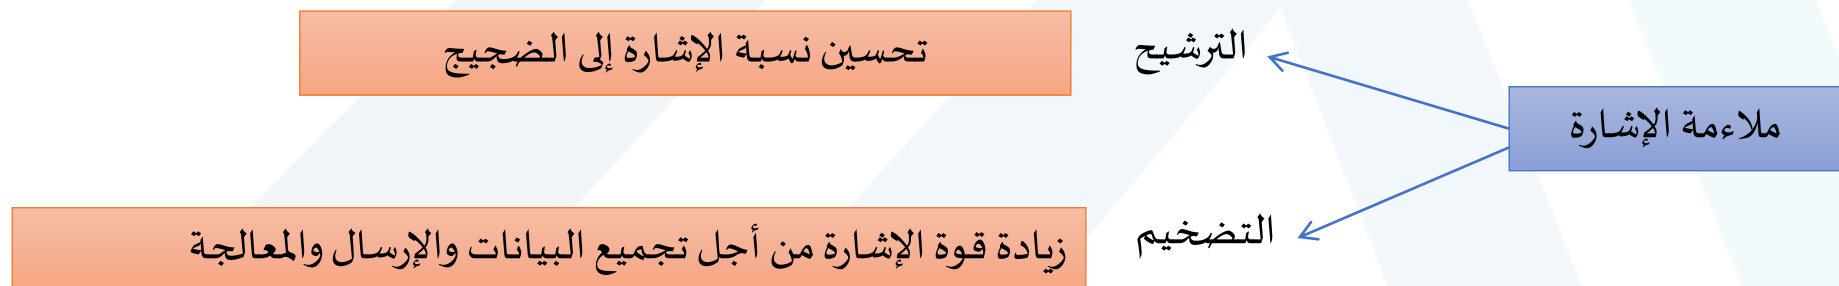 ملاءمة الإشارة
الترشيح
تحسين نسبة الإشارة إلى الضجيج
التضخيم
زيادة قوة الإشارة من أجل تجميع البيانات والإرسال والمعالجة